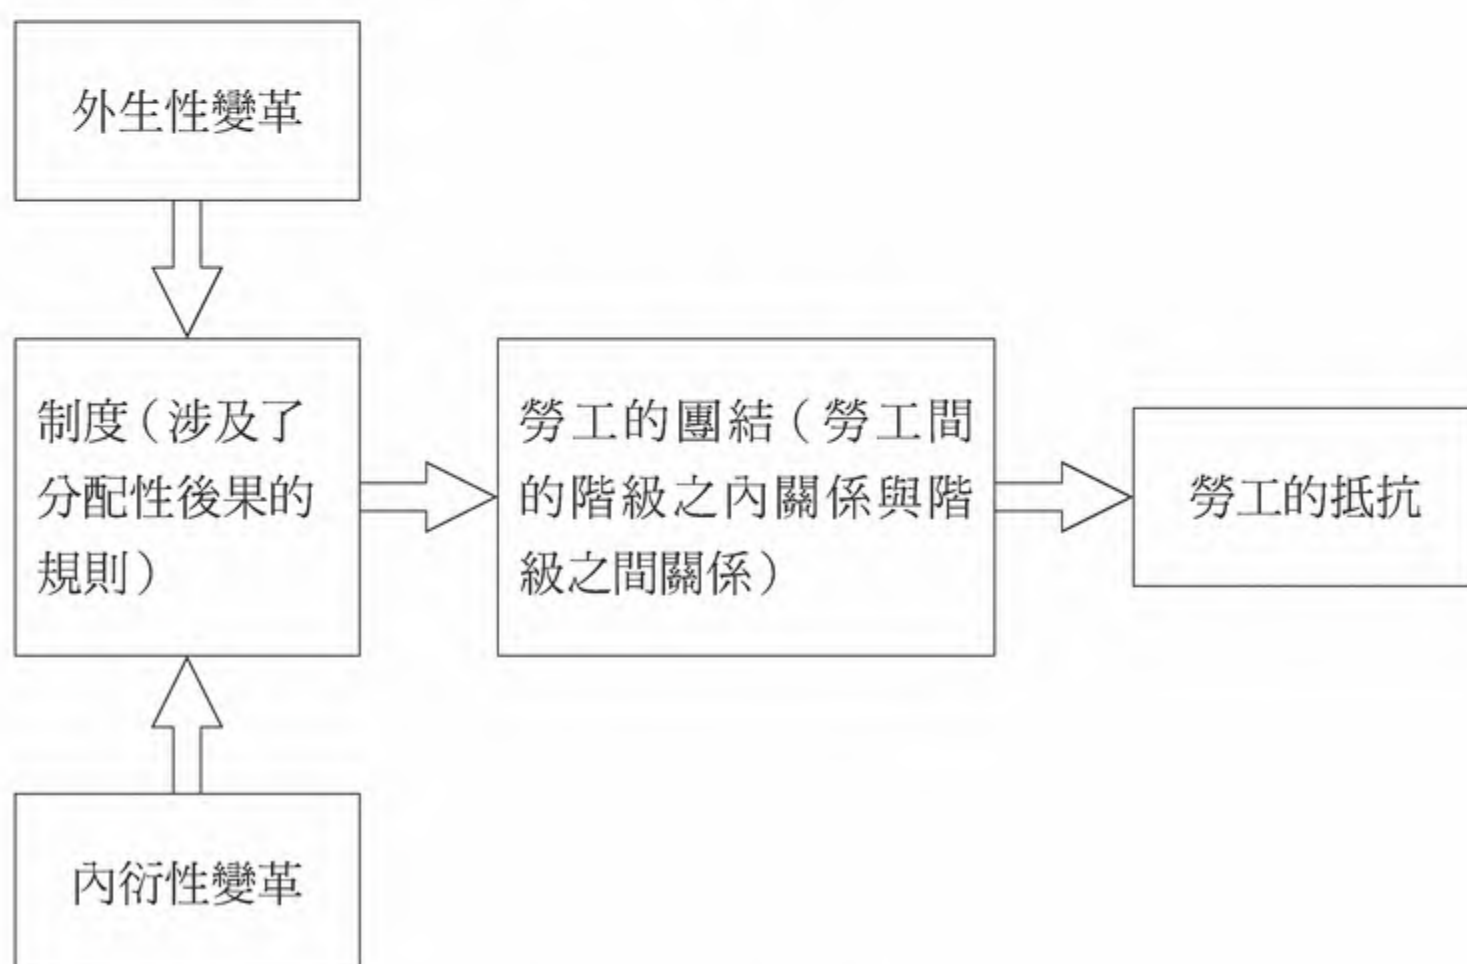 外生性變革
制度（涉及了
分配性後果的
規則）
勞工的團結（勞工間
的階級之內關係與階
級之間關係）
勞工的抵抗
內衍性變革